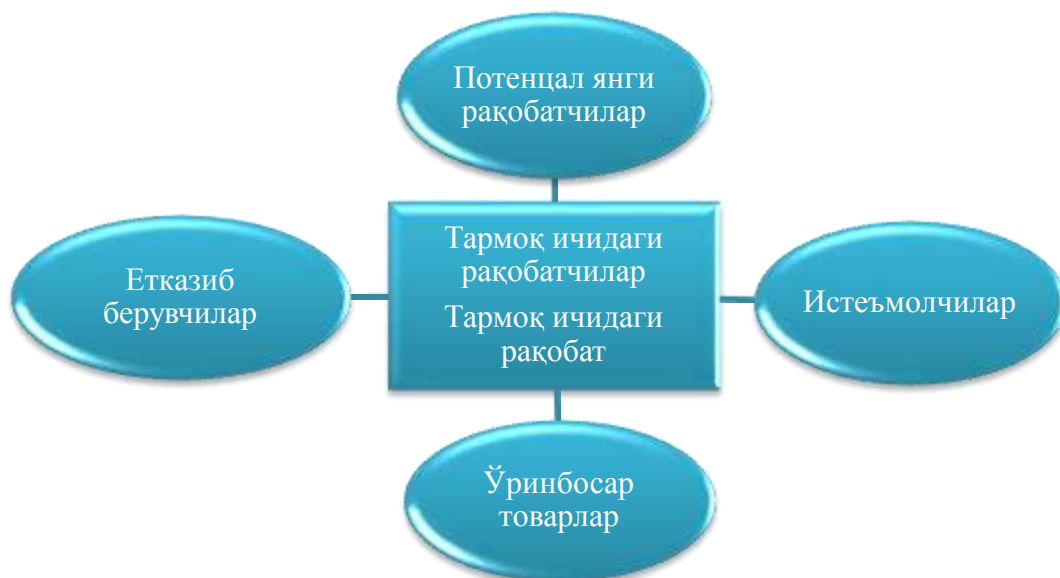 Потенцал янги
рақобатчилар
Тармоқ ичидаги
рақобатчилар
Тармоқ ичидаги
рақобат
Етказиб
берувчилар
Истеъмолчилар
Ўринбосар
товарлар